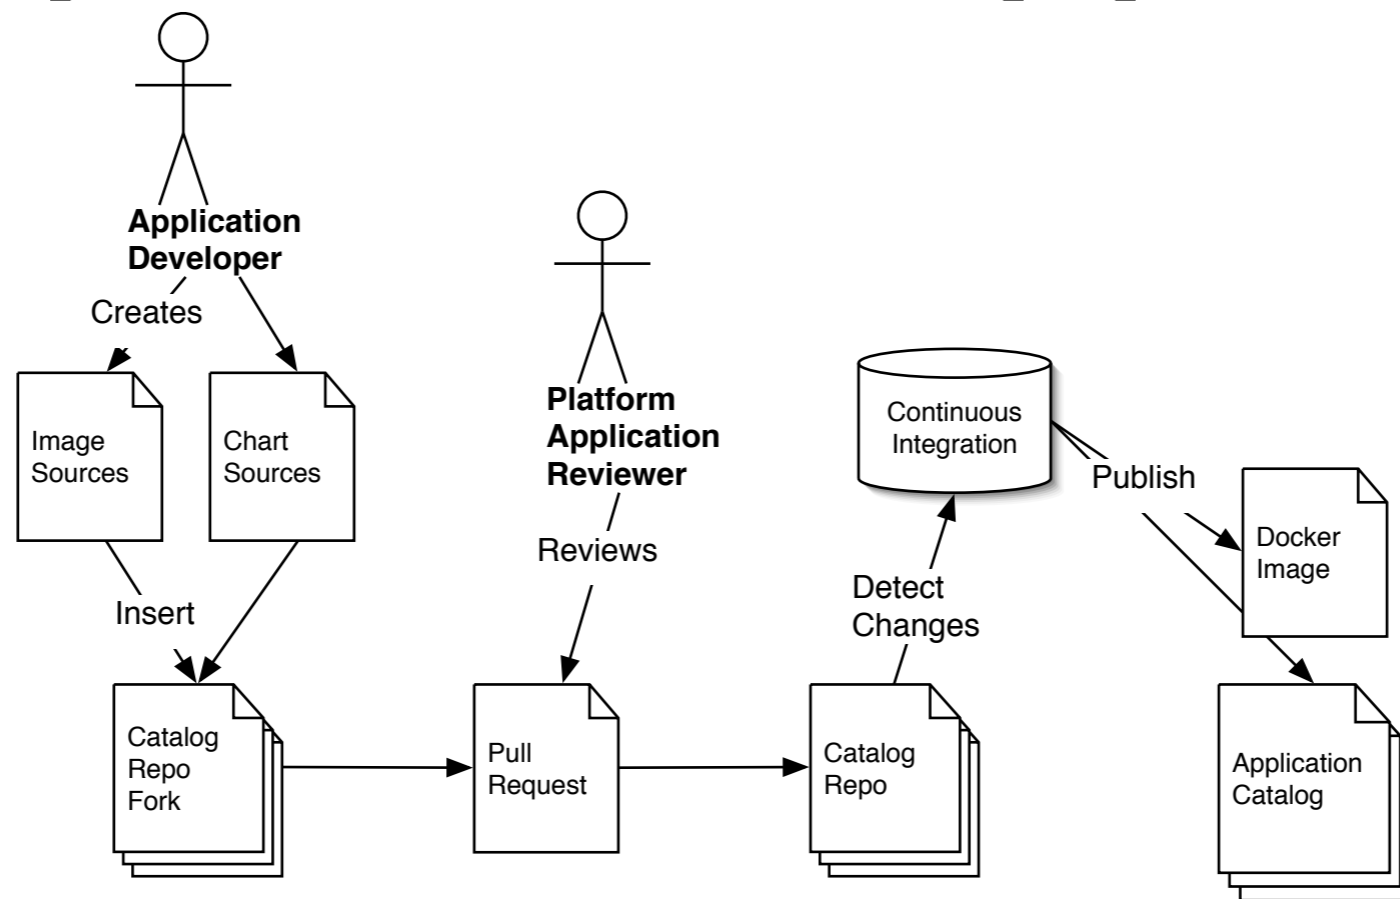 Application
Developer
Creates
Image
Sources
Chart
Sources
Insert
Catalog
Repo
Fork
Platform
Application
Reviewer
Reviews
Pull
Request
Continuous
Integration
Detect
Changes
Catalog
Repo
Publish
Docker
Image
Application
Catalog